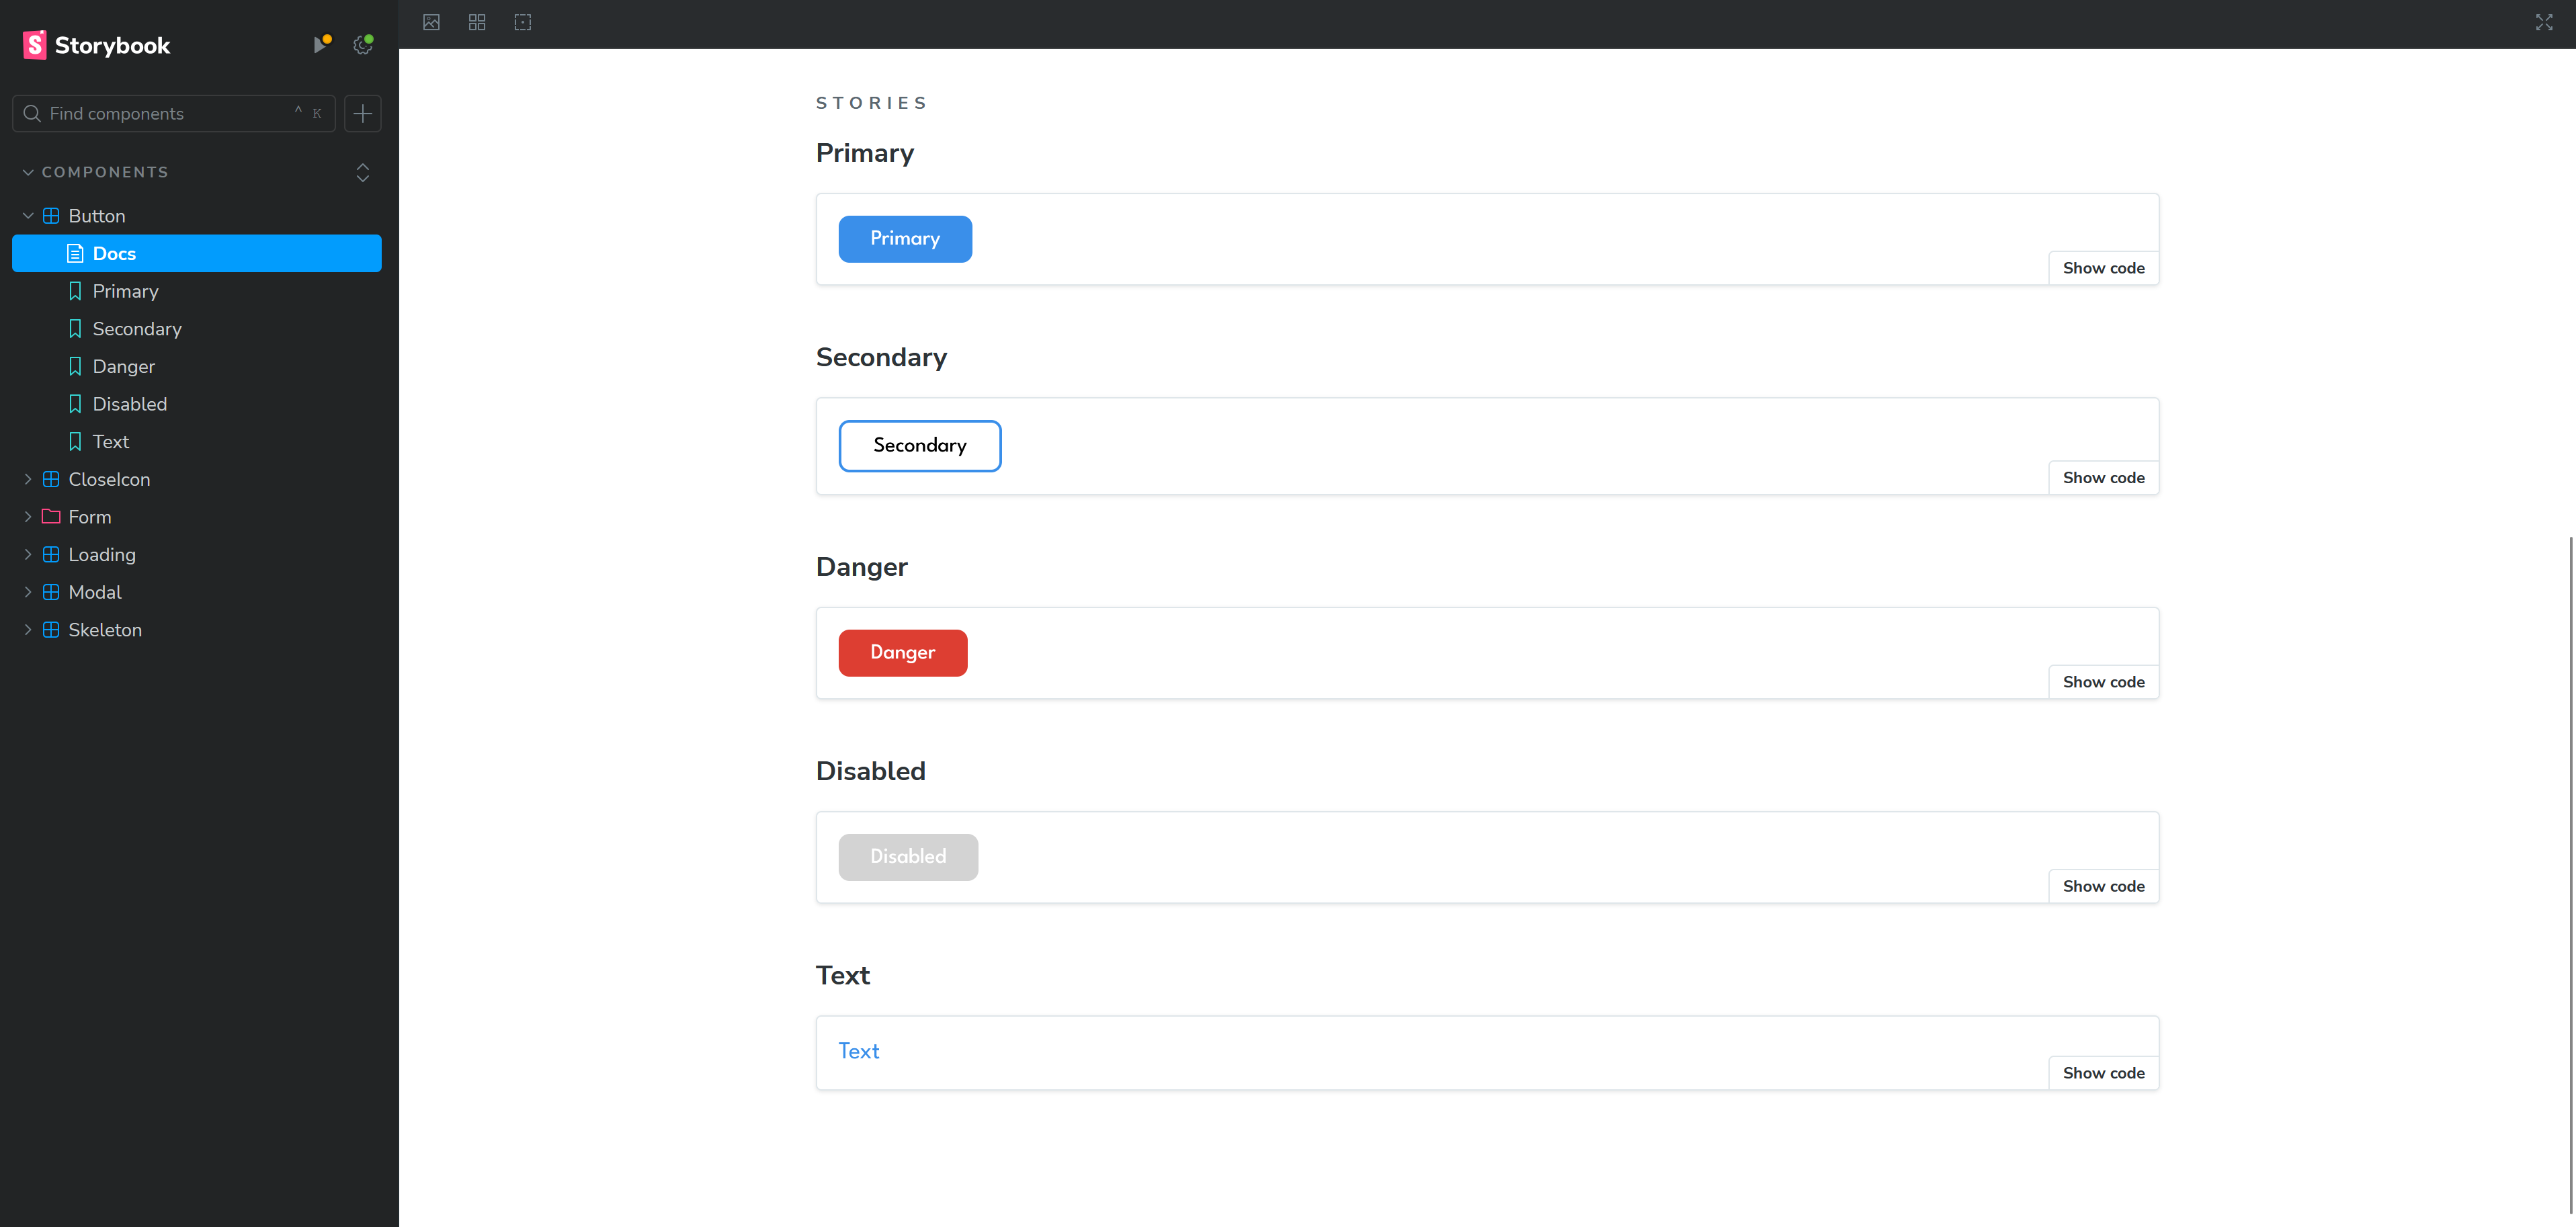 Storybook
Find components
^ K
COMPONENTS
Button
Docs
Primary
Secondary
Danger
Disabled
Text
CloseIcon
Form
Loading
Modal
Skeleton
STORIES
Primary
Primary
Show code
Secondary
Secondary
Show code
Danger
Danger
Show code
Disabled
Disabled
Show code
Text
Text
Show code